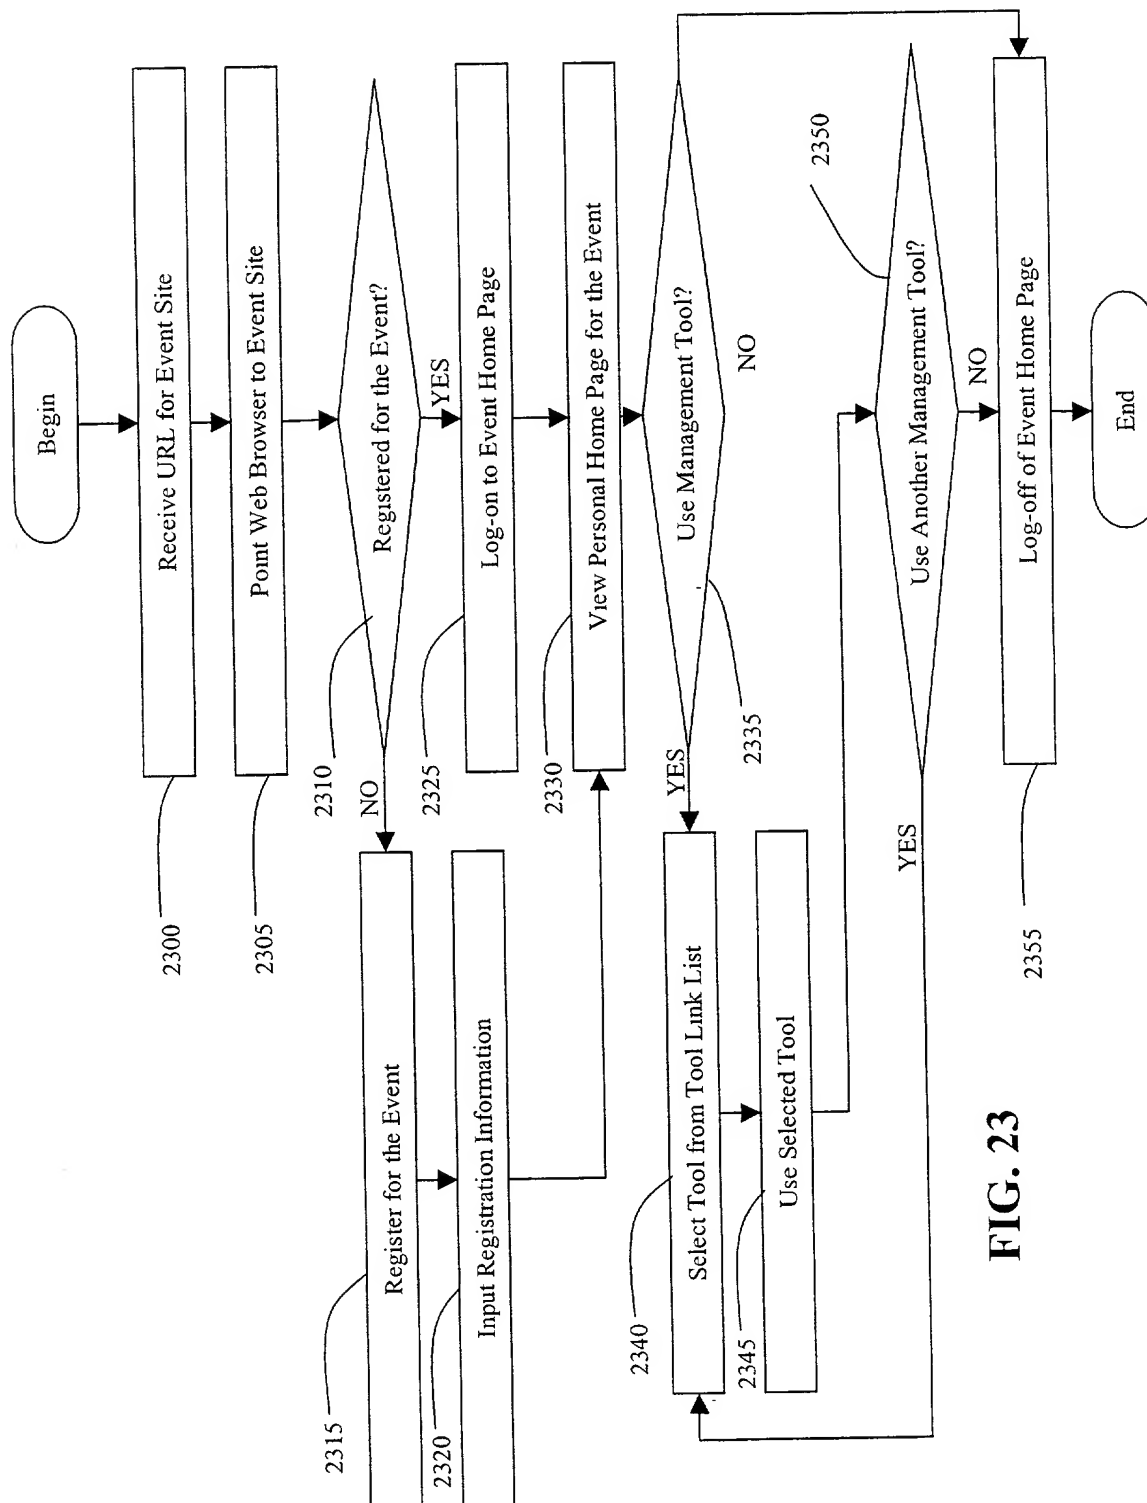 Begin
Receive URL for Event Site
2300
Point Web Browser to Event Site
2305
Registered for the Event?
2310
NO
YES
Register for the Event
2315
Input Registration Information
2320
Log-on to Event Home Page
2325
View Personal Home Page for the Event
2330
Use Management Tool?
2335
YES
NO
Select Tool from Tool Link List
2340
Use Selected Tool
2345
Use Another Management Tool?
2350
YES
NO
Log-off of Event Home Page
2355
End
FIG. 23